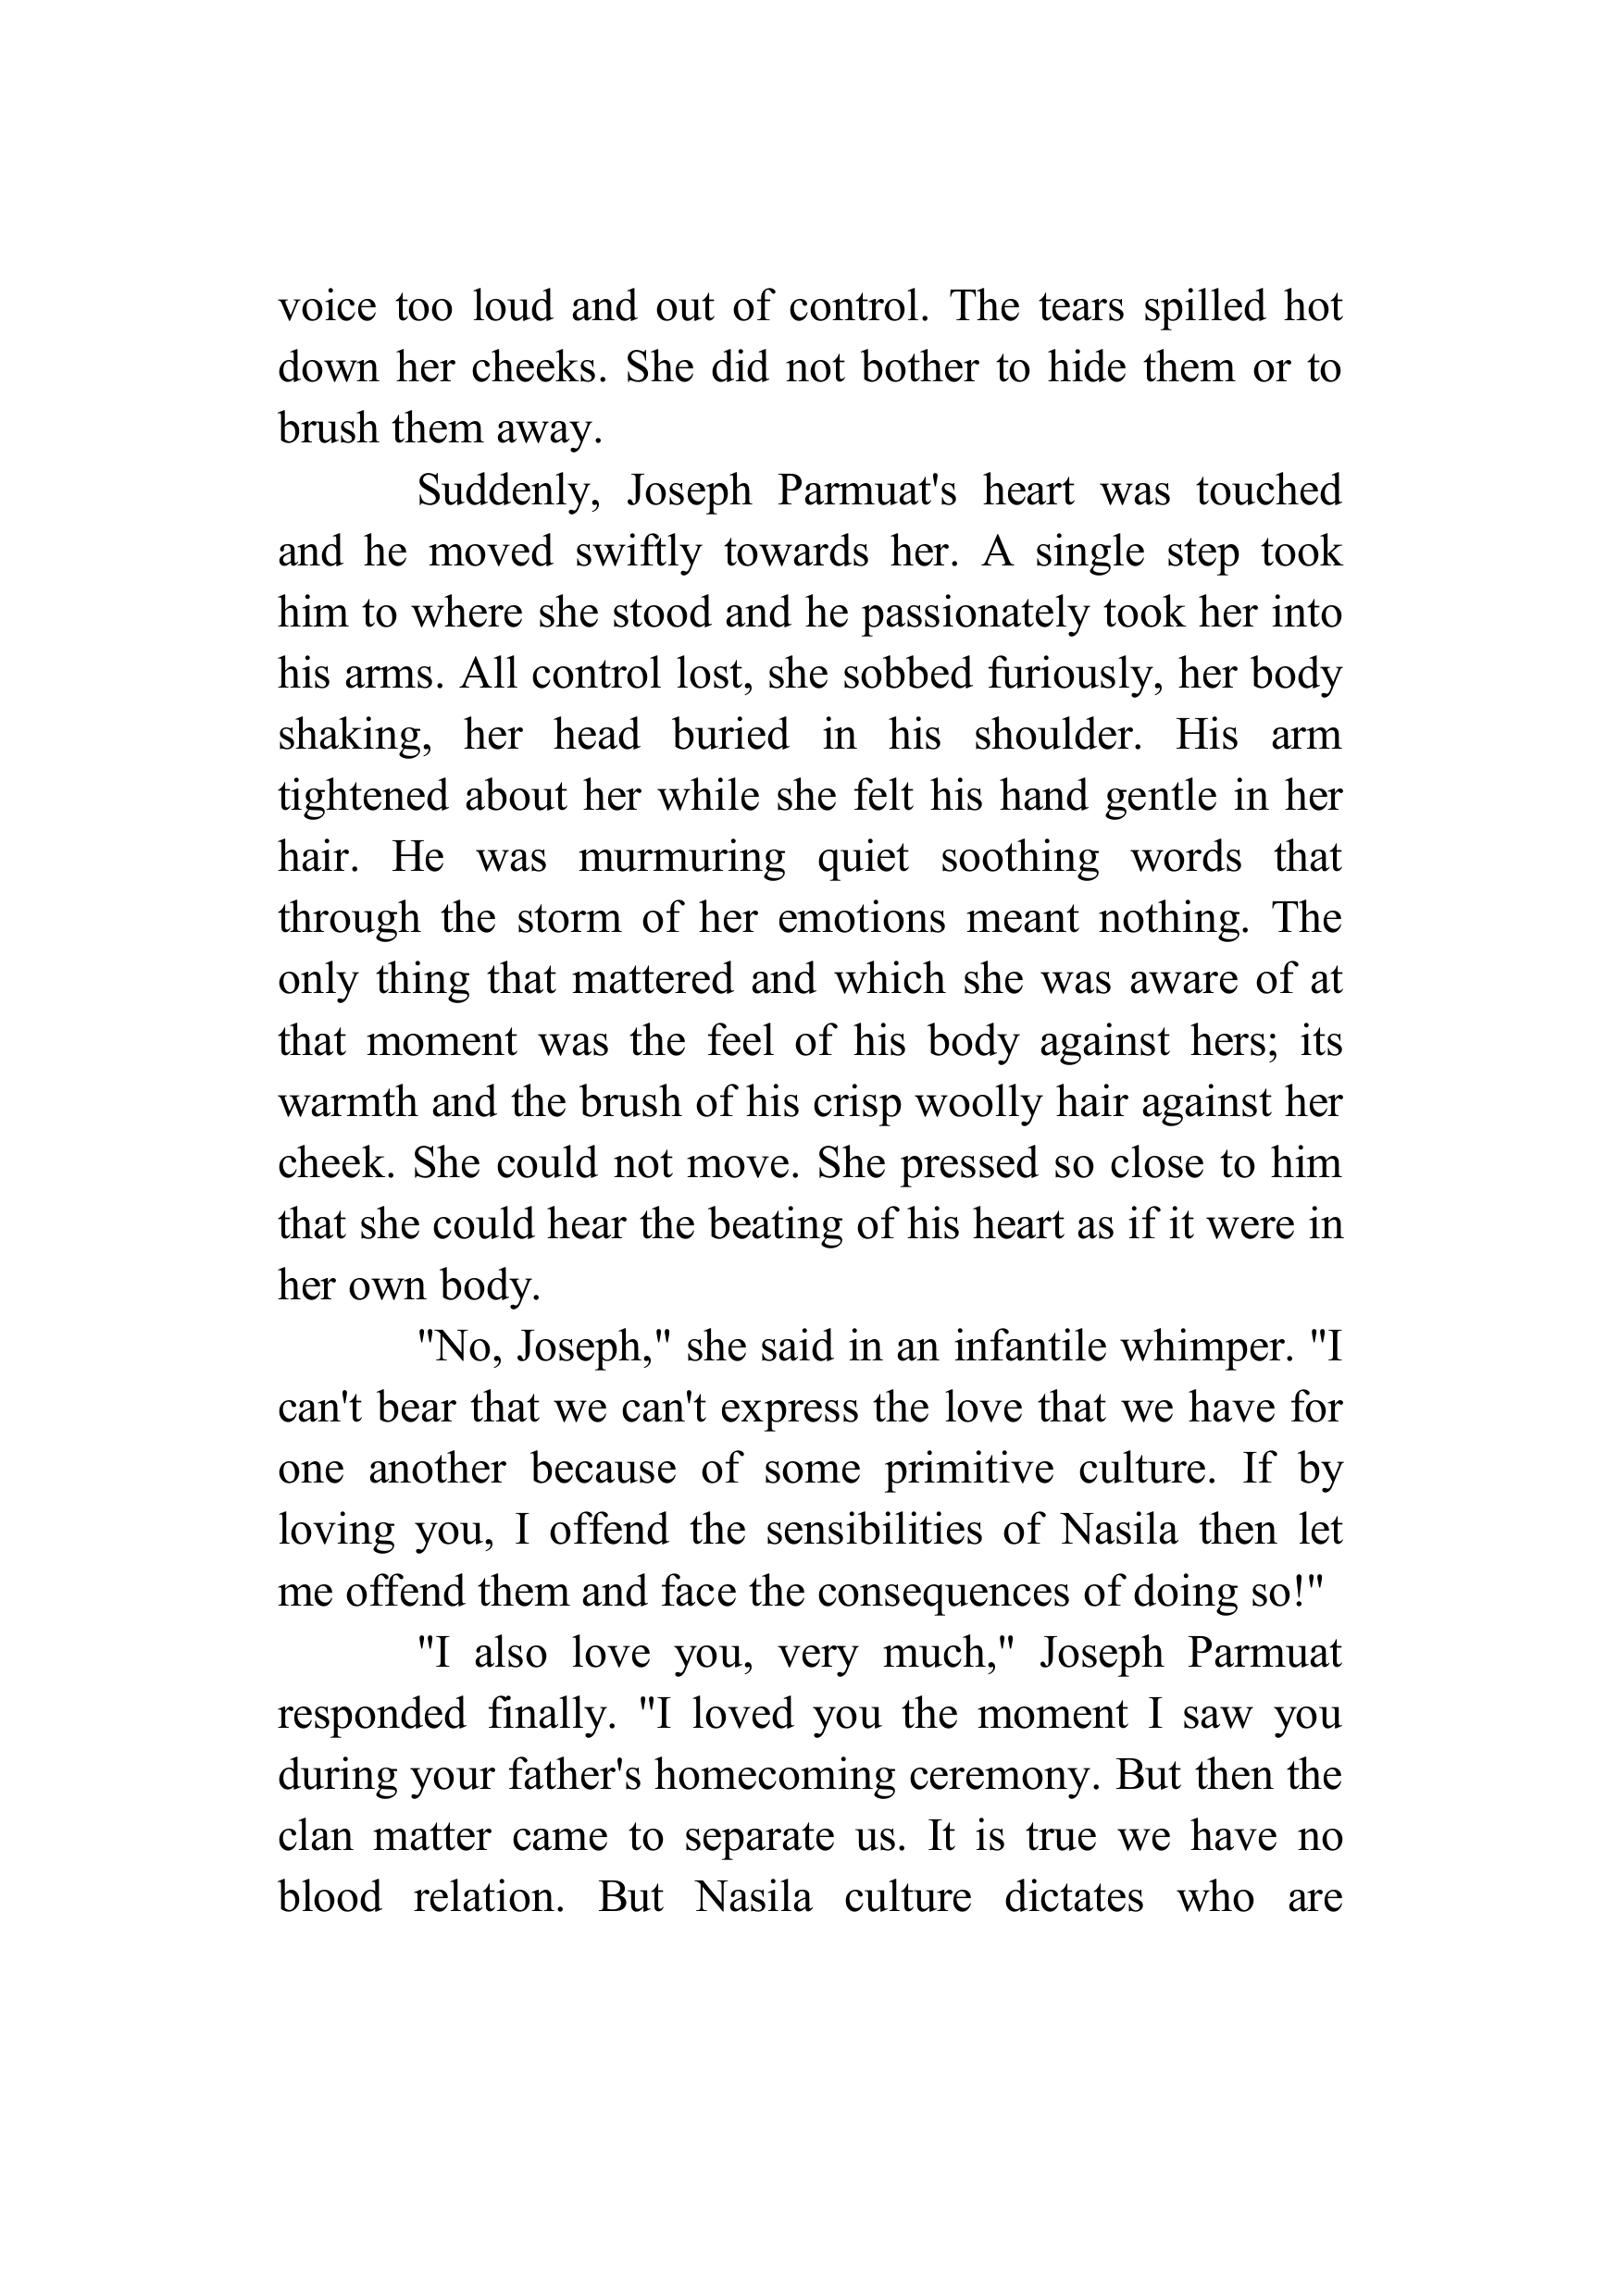 voice too loud and out of control. The tears spilled hot
down her cheeks. She did not bother to hide them or to
brush them away.
Suddenly, Joseph Parmuat's heart was touched
and he moved swiftly towards her. A single step took
him to where she stood and he passionately took her into
his arms. All control lost, she sobbed furiously, her body
shaking, her head buried in his shoulder. His arm
tightened about her while she felt his hand gentle in her
hair. He was murmuring quiet soothing words that
through the storm of her emotions meant nothing. The
only thing that mattered and which she was aware of at
that moment was the feel of his body against hers; its
warmth and the brush of his crisp woolly hair against her
cheek. She could not move. She pressed so close to him
that she could hear the beating of his heart as if it were in
her own body.
"No, Joseph," she said in an infantile whimper. "I
can't bear that we can't express the love that we have for
one another because of some primitive culture. If by
loving you, I offend the sensibilities of Nasila then let
me offend them and face the consequences of doing so!"
"I also love you, very much," Joseph Parmuat
responded finally. "I loved you the moment I saw you
during your father's homecoming ceremony. But then the
clan matter came to separate us. It is true we have no
blood relation. But Nasila culture dictates who are